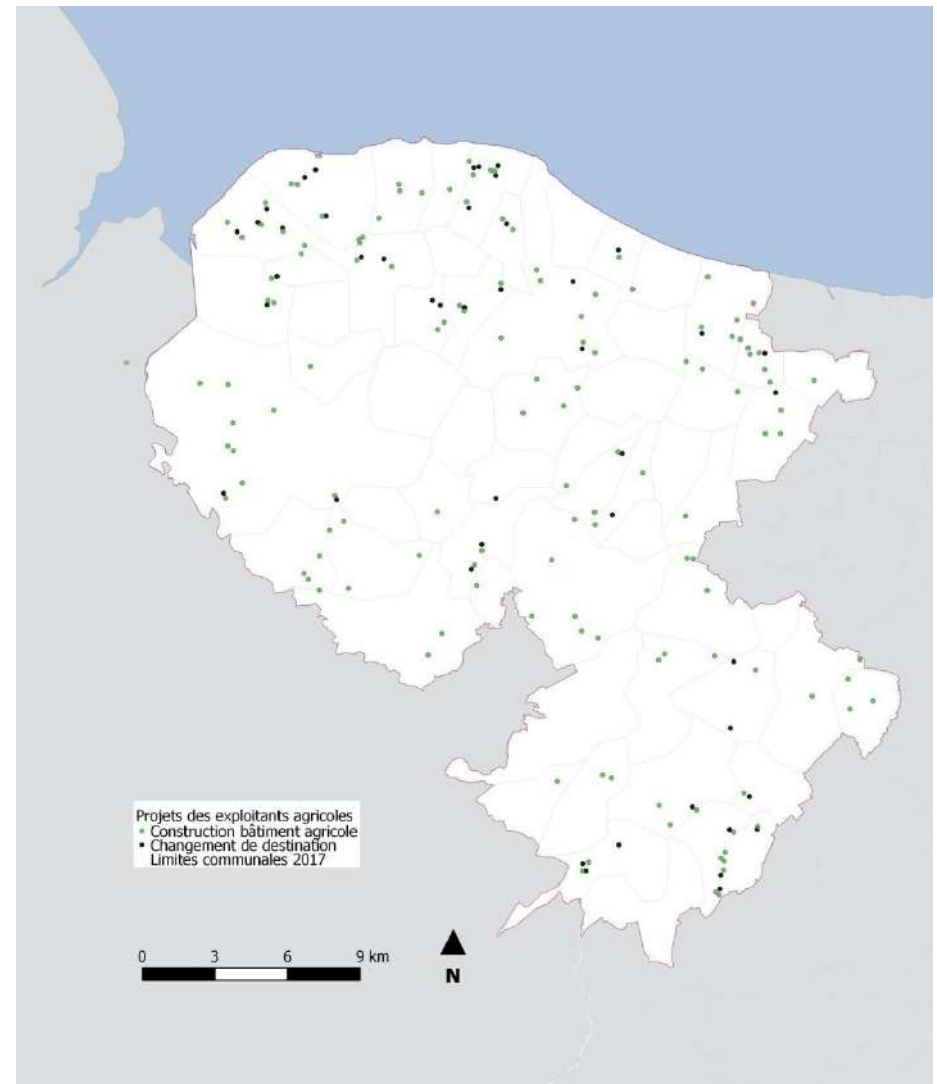 Projets des exploitants agricoles
Construction bâtiment agricole
Changement de destination
Limites communales 2017
0 3 6 9 km
N